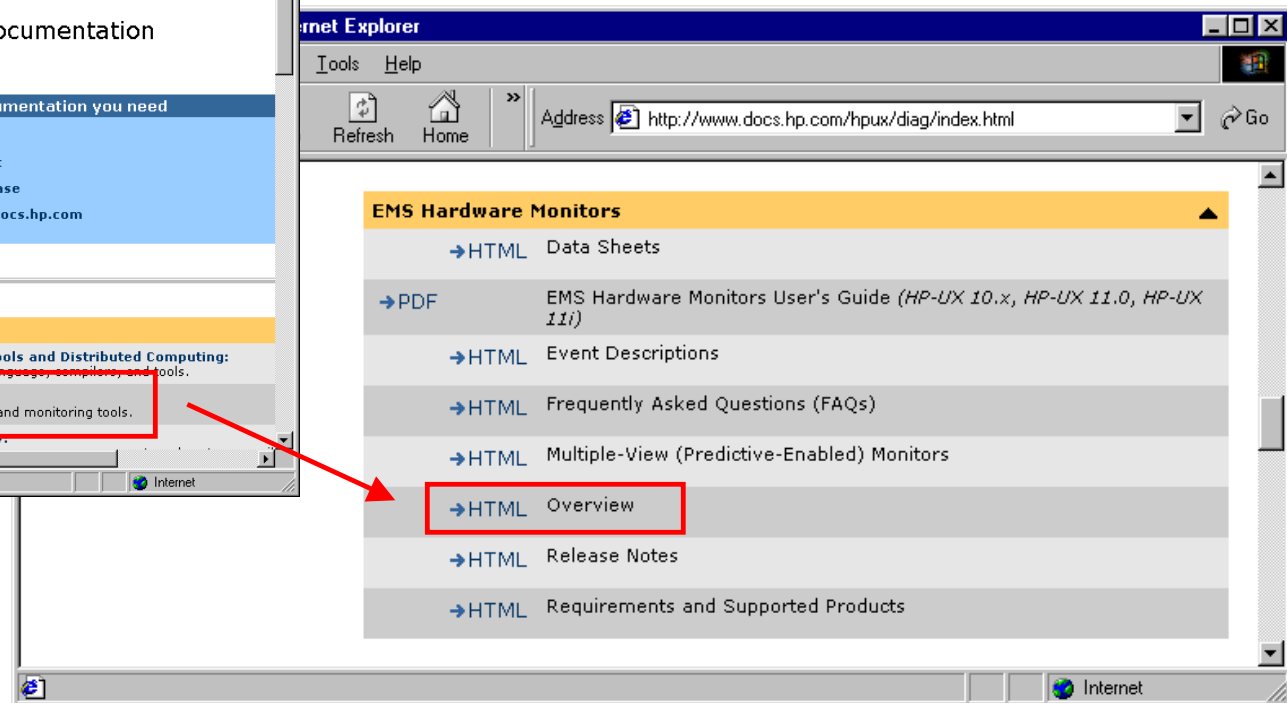 ocumentation
umentation you need
ase
ocs.hp.com
ools and Distributed Computing:
nguage, compilers, and tools.
and monitoring tools.
Internet
rnet Explorer
Tools Help
Refresh Home » Address http://www.docs.hp.com/hpux/diag/index.html Go
EMS Hardware Monitors
HTML Data Sheets
PDF EMS Hardware Monitors User's Guide (HP-UX 10.x, HP-UX 11.0, HP-UX
11i)
HTML Event Descriptions
HTML Frequently Asked Questions (FAQs)
HTML Multiple-View (Predictive-Enabled) Monitors
HTML Overview
HTML Release Notes
HTML Requirements and Supported Products
Internet